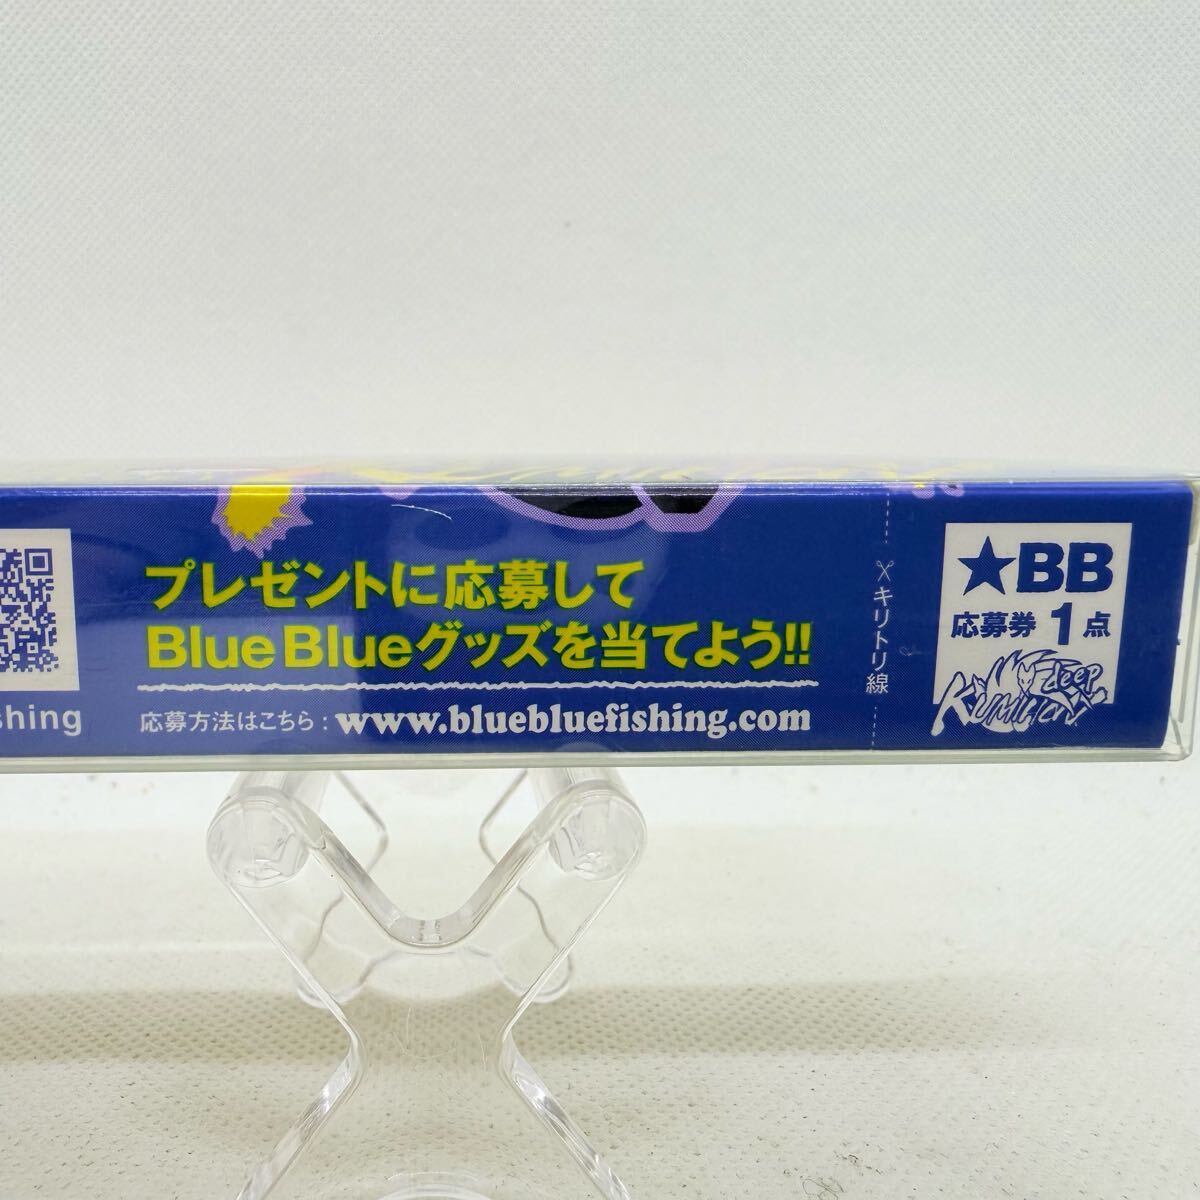 プレゼントに応募して
Blue Blueグッズを当てよう!!
応募方法はこちら：www.bluebluefishing.com
shing
キリトリ線
★BB
応募券 1点
Kumihon deep